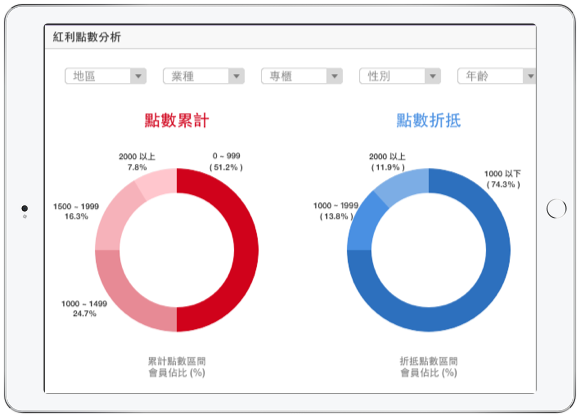 紅利點數分析
地區
業種
專櫃
性別
年齡
點數累計
點數折抵
2000 以上
7.8%
0 ~ 999
( 51.2% )
1500 ~ 1999
16.3%
1000 ~ 1499
24.7%
2000 以上
( 11.9% )
1000 以下
( 74.3% )
1000 ~ 1999
( 13.8% )
累計點數區間
會員佔比 (%)
折抵點數區間
會員佔比 (%)